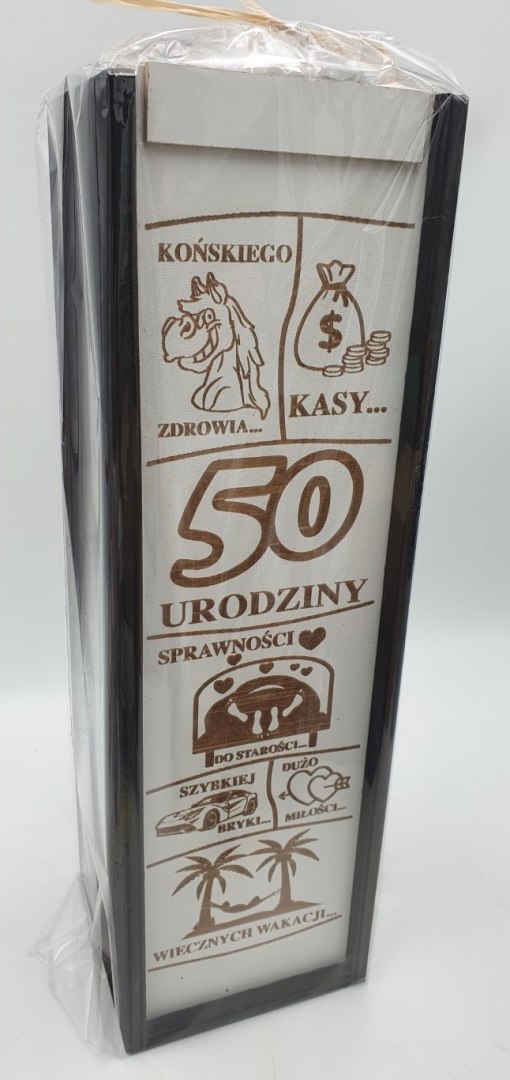 KOŃSKIEGO
ZDROWIA...
$
KASY...
50
URODZINY
SPRAWNOŚCI
DO STAROŚCI...
SZYBKIEJ
BRYKI...
DUŻO
MIŁOŚCI...
WIECZNYCH WAKACJI...